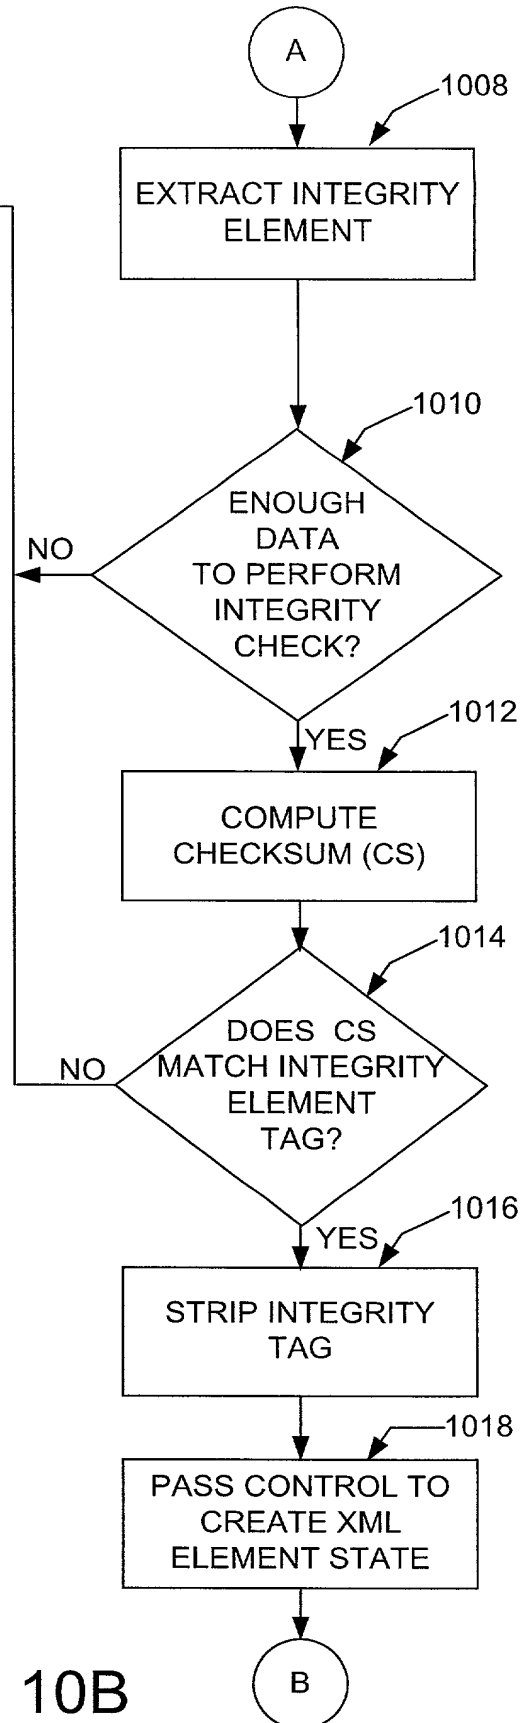 A
1008
EXTRACT INTEGRITY
ELEMENT
1010
ENOUGH
DATA
TO PERFORM
INTEGRITY
CHECK?
NO
YES
1012
COMPUTE
CHECKSUM (CS)
1014
DOES CS
MATCH INTEGRITY
ELEMENT
TAG?
NO
YES
1016
STRIP INTEGRITY
TAG
1018
PASS CONTROL TO
CREATE XML
ELEMENT STATE
B
10B